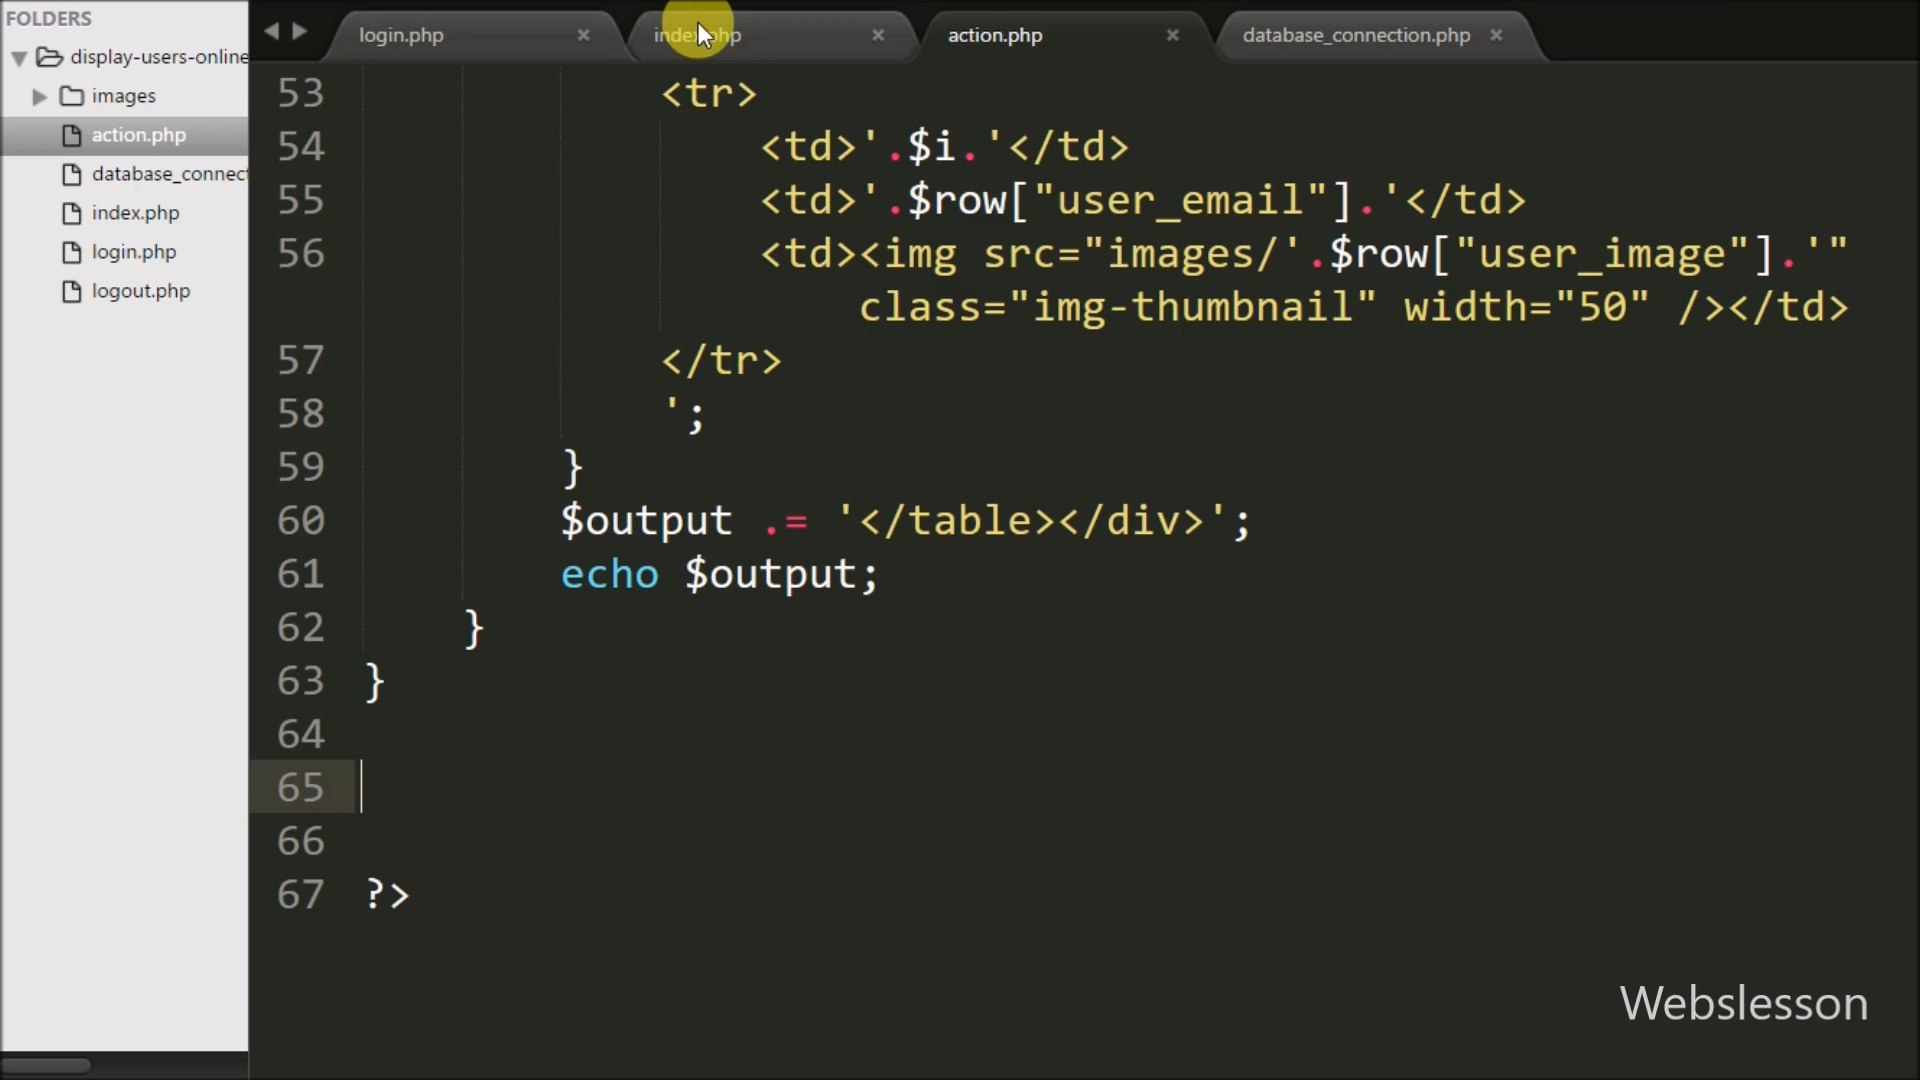 FOLDERS
display-users-online
images
action.php
database_connect
index.php
login.php
logout.php
login.php
index.php
action.php
database_connection.php
53 <tr>
54 <td>'.$i.'</td>
55 <td>'.$row["user_email"].'</td>
56 <td><img src="images/'.$row["user_image"].'"
class="img-thumbnail" width="50" /></td>
57 </tr>
58 ';
59 }
60 $output .= '</table></div>';
61 echo $output;
62 }
63 }
64
65
66
67 ?>
Webslesson